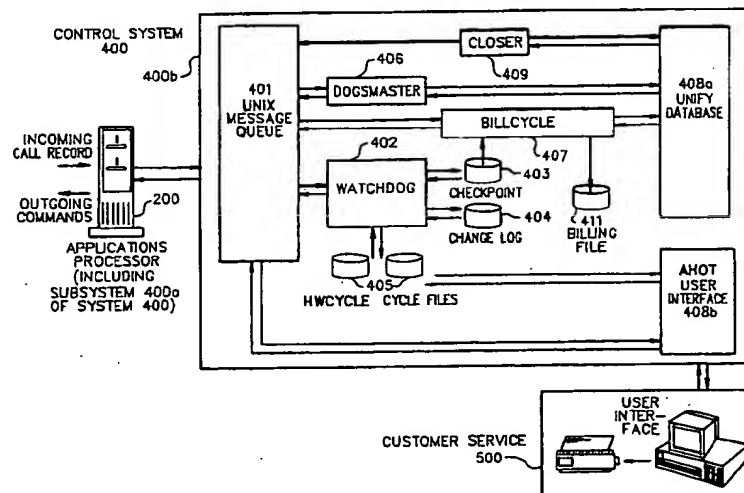 CONTROL SYSTEM
400
400b
401
UNIX
MESSAGE
QUEUE
CLOSER
409
406
DOGSMASTER
408a
UNIFY
DATABASE
BILLCYCLE
407
402
WATCHDOG
403
CHECKPOINT
404
CHANGE LOG
411
BILLING
FILE
405
HWCYCLE
CYCLE FILES
AHOT
USER
INTERFACE
408b
INCOMING
CALL RECORD
OUTGOING
COMMANDS
200
APPLICATIONS
PROCESSOR
(INCLUDING
SUBSYSTEM 400a
OF SYSTEM 400)
USER
INTER-
FACE
CUSTOMER SERVICE
500